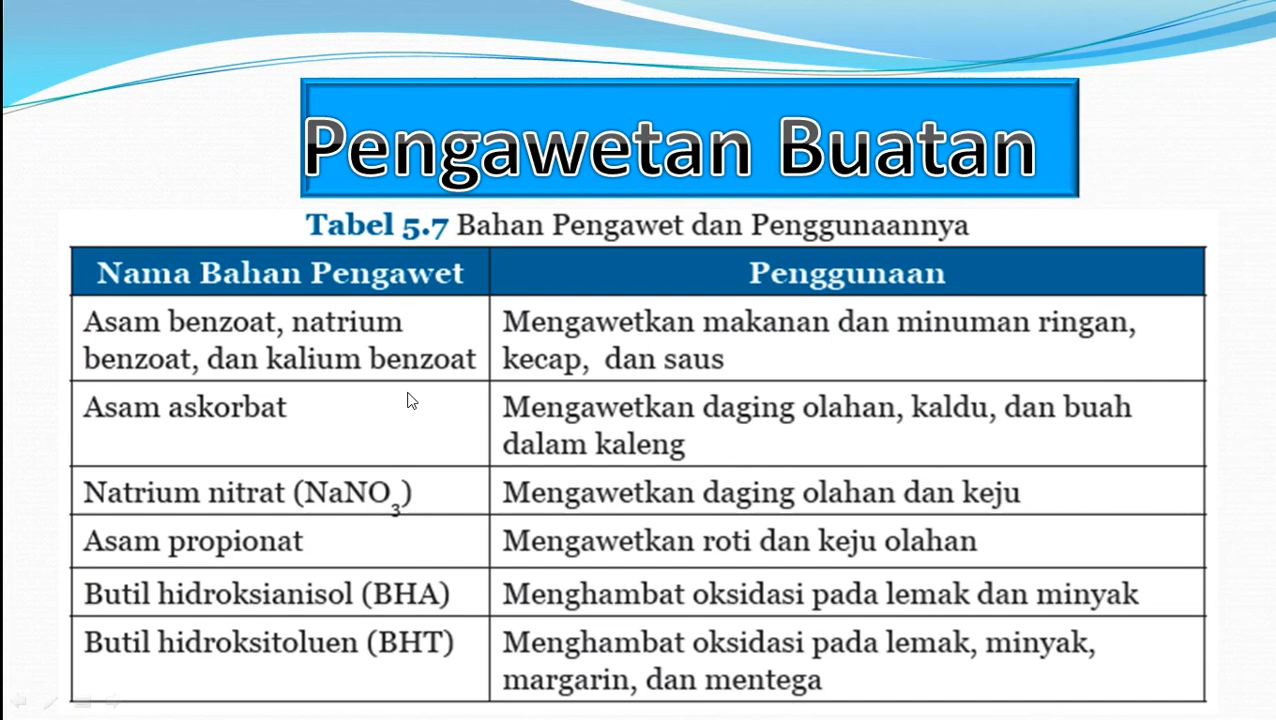 Pengawetan Buatan
Tabel 5.7 Bahan Pengawet dan Penggunaannya
Nama Bahan Pengawet
Penggunaan
Asam benzoat, natrium
benzoat, dan kalium benzoat
Mengawetkan makanan dan minuman ringan,
kecap, dan saus
Asam askorbat
Mengawetkan daging olahan, kaldu, dan buah
dalam kaleng
Natrium nitrat (NaNO₃)
Mengawetkan daging olahan dan keju
Asam propionat
Mengawetkan roti dan keju olahan
Butil hidroksianisol (BHA)
Menghambat oksidasi pada lemak dan minyak
Butil hidroksitoluen (BHT)
Menghambat oksidasi pada lemak, minyak,
margarin, dan mentega